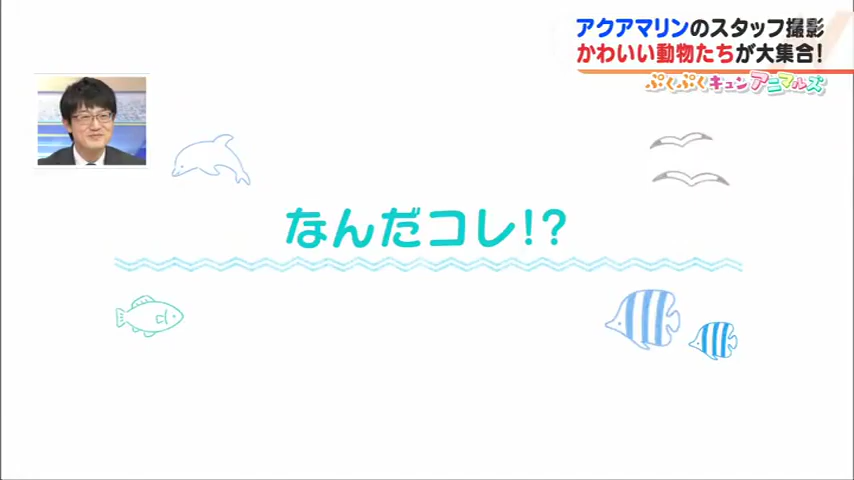 アクアマリンのスタッフ撮影
かわいい動物たちが大集合!
ぷくぷくキュンアニマルズ
なんだコレ!?